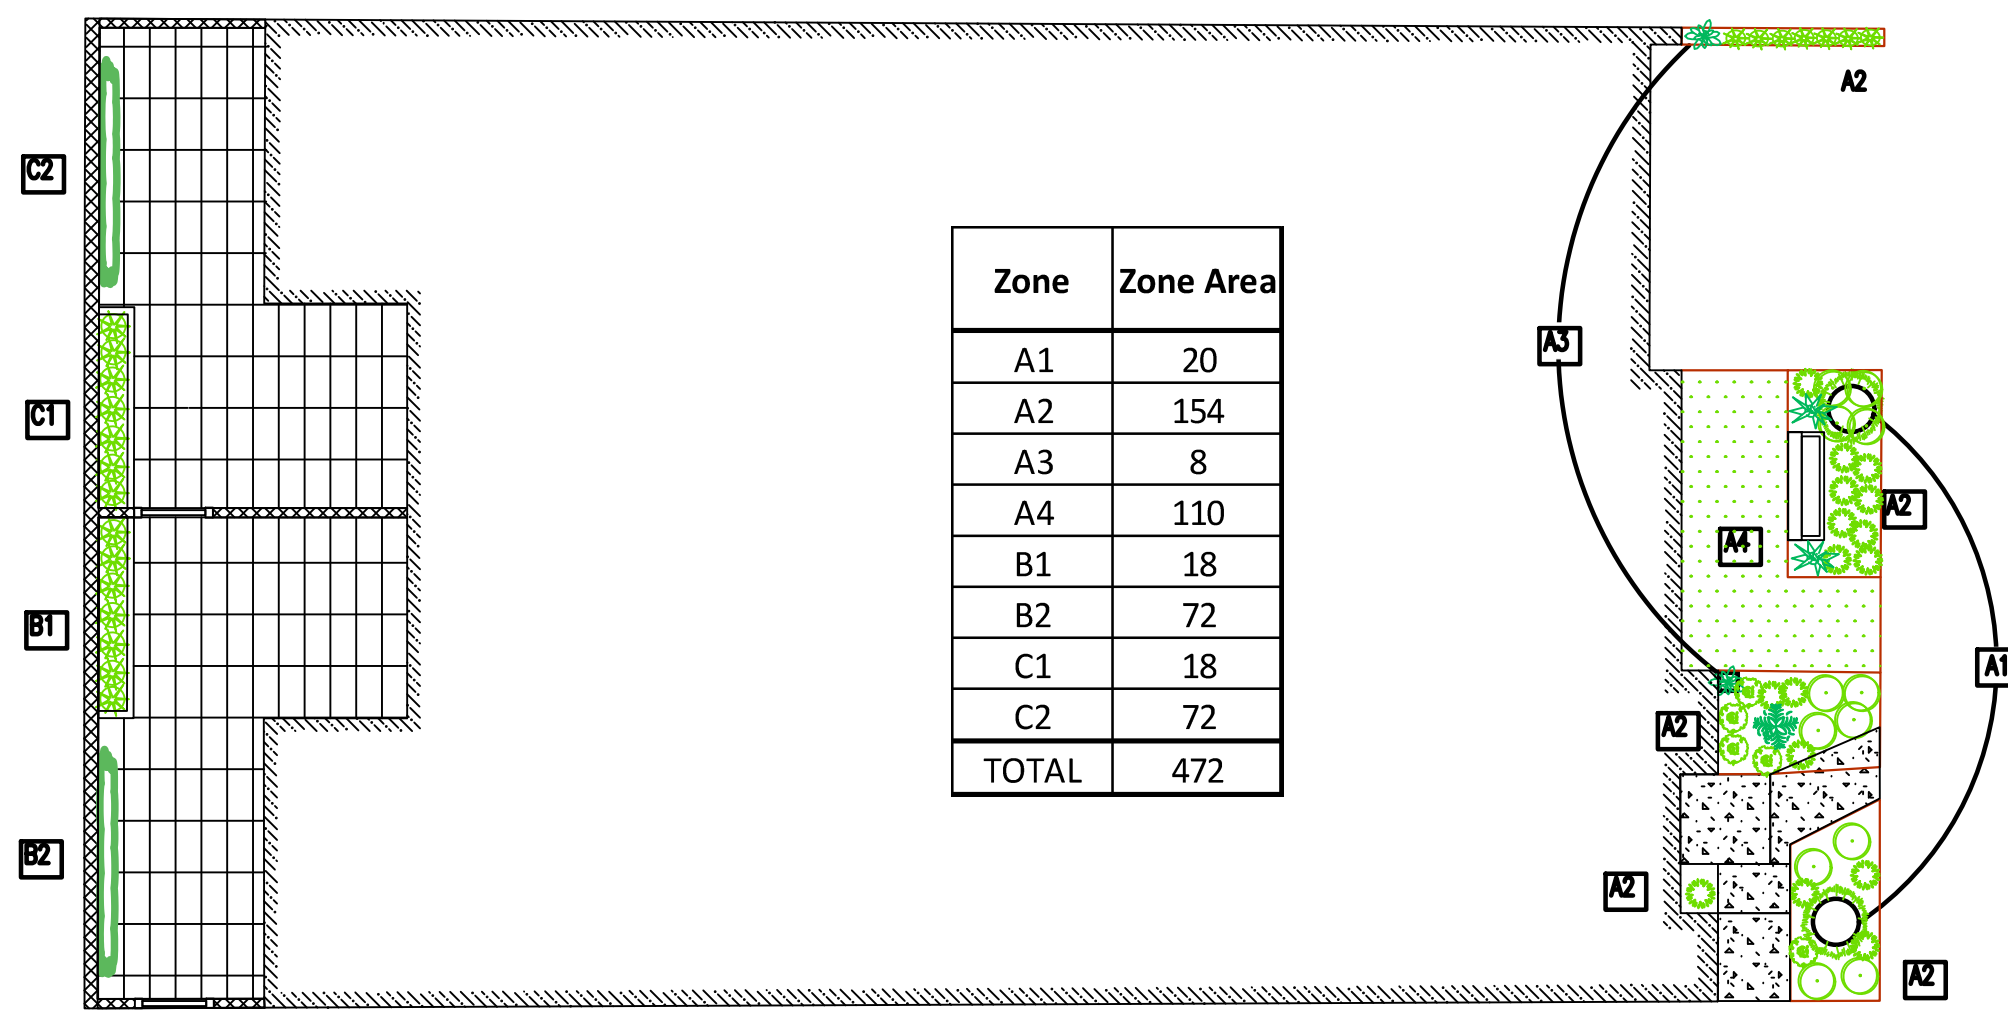 A2
C2
Zone Zone Area
A3
A1 20
C1
A2 154
A3 8
A2
A4 110
A4
B1 18
B1
B2 72
A1
C1 18
A2
C2 72
TOTAL 472
B2
A2
A2